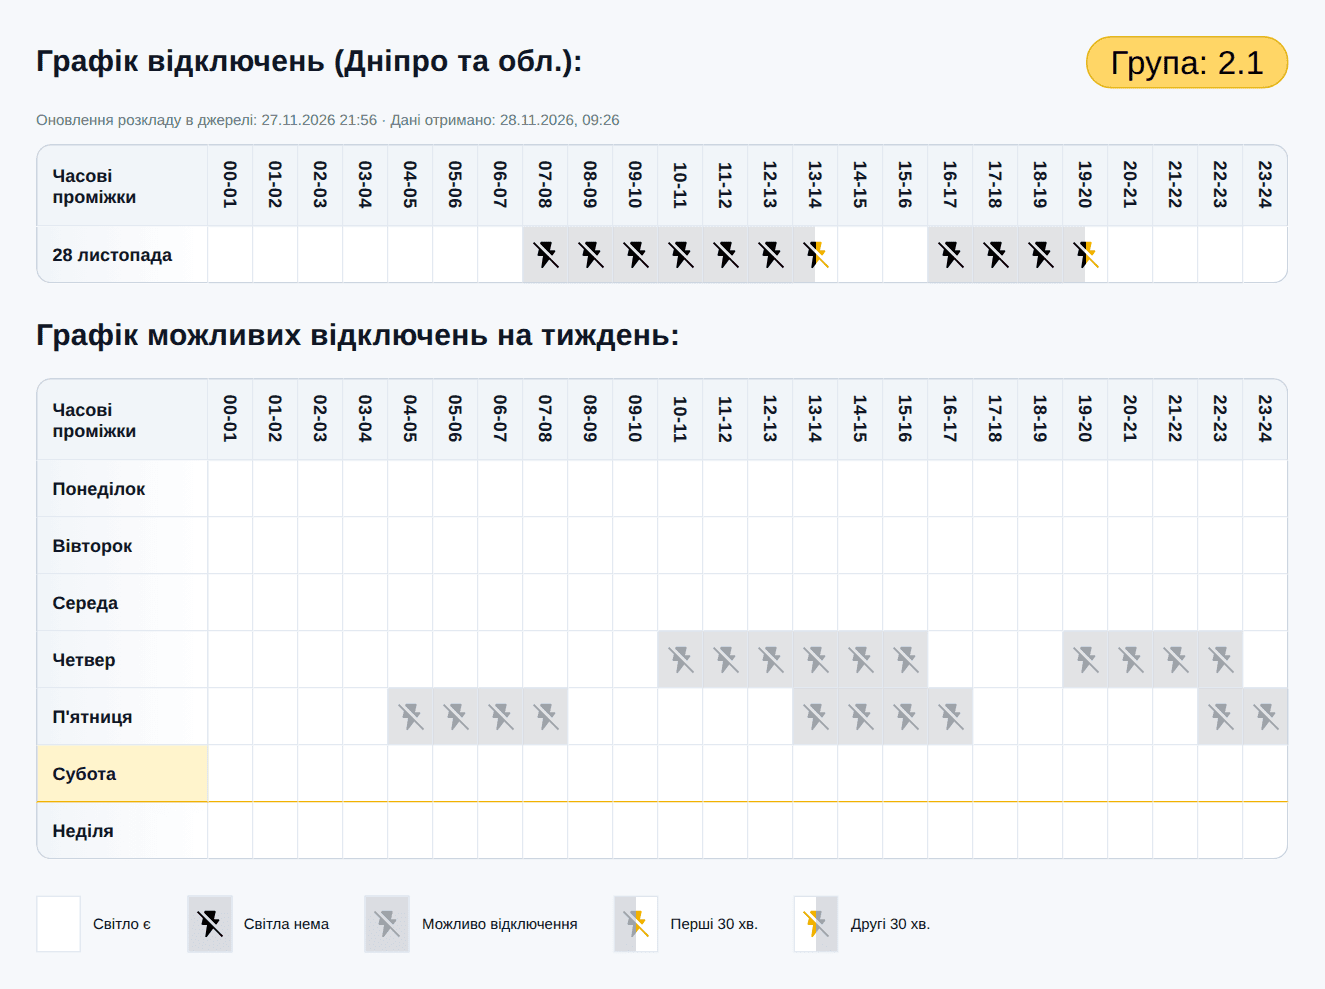 Графік відключень (Дніпро та обл.):
Група: 2.1
Оновлення розкладу в джерелі: 27.11.2026 21:56 · Дані отримано: 28.11.2026, 09:26
Часові
проміжки
00-01 01-02 02-03 03-04 04-05 05-06 06-07 07-08 08-09 09-10 10-11 11-12 12-13 13-14 14-15 15-16 16-17 17-18 18-19 19-20 20-21 21-22 22-23 23-24
28 листопада
Графік можливих відключень на тиждень:
Часові
проміжки
00-01 01-02 02-03 03-04 04-05 05-06 06-07 07-08 08-09 09-10 10-11 11-12 12-13 13-14 14-15 15-16 16-17 17-18 18-19 19-20 20-21 21-22 22-23 23-24
Понеділок
Вівторок
Середа
Четвер
П'ятниця
Субота
Неділя
Світло є
Світла нема
Можливо відключення
Перші 30 хв.
Другі 30 хв.